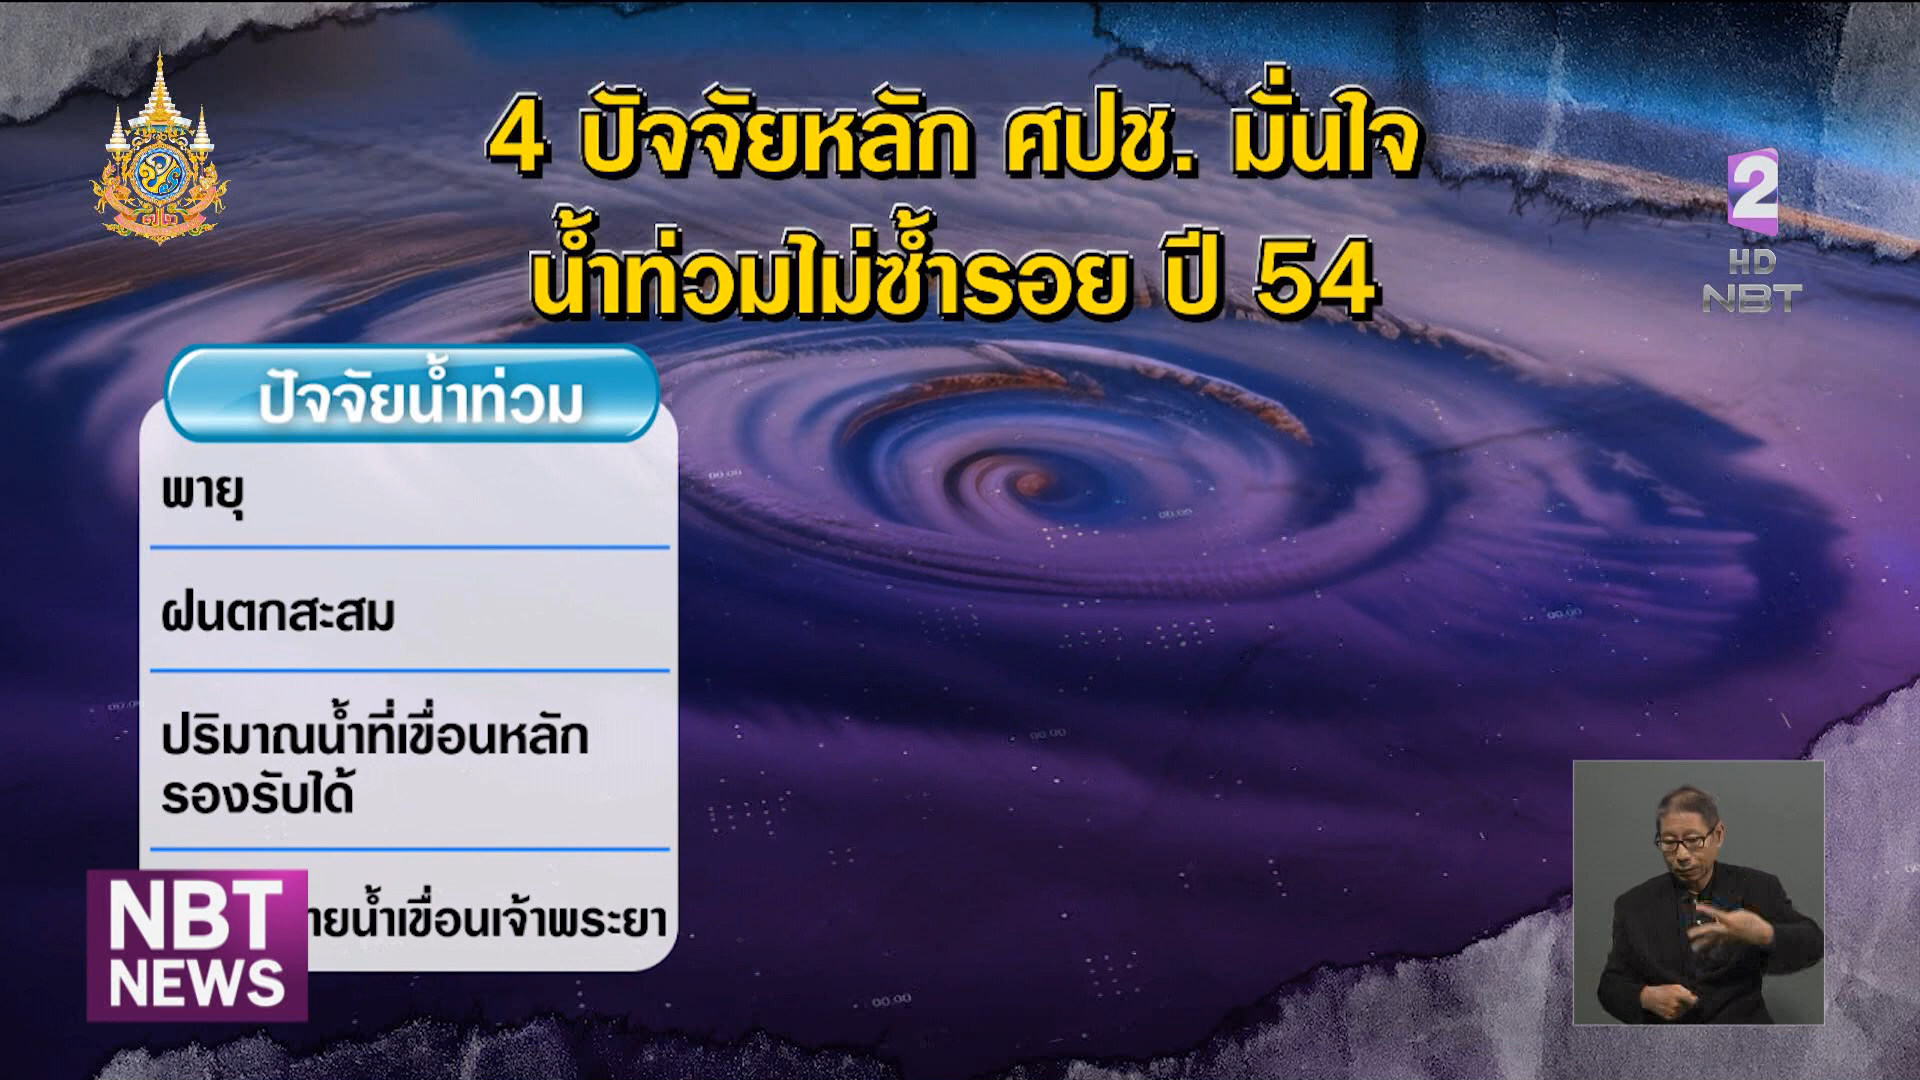 4 ปัจจัยหลัก ศปช. มั่นใจ
น้ำท่วมไม่ซ้ำรอย ปี 54
2
HD
NBT
ปัจจัยน้ำท่วม
พายุ
ฝนตกสะสม
ปริมาณน้ำที่เขื่อนหลัก
รองรับได้
ายน้ำเขื่อนเจ้าพระยา
NBT
NEWS